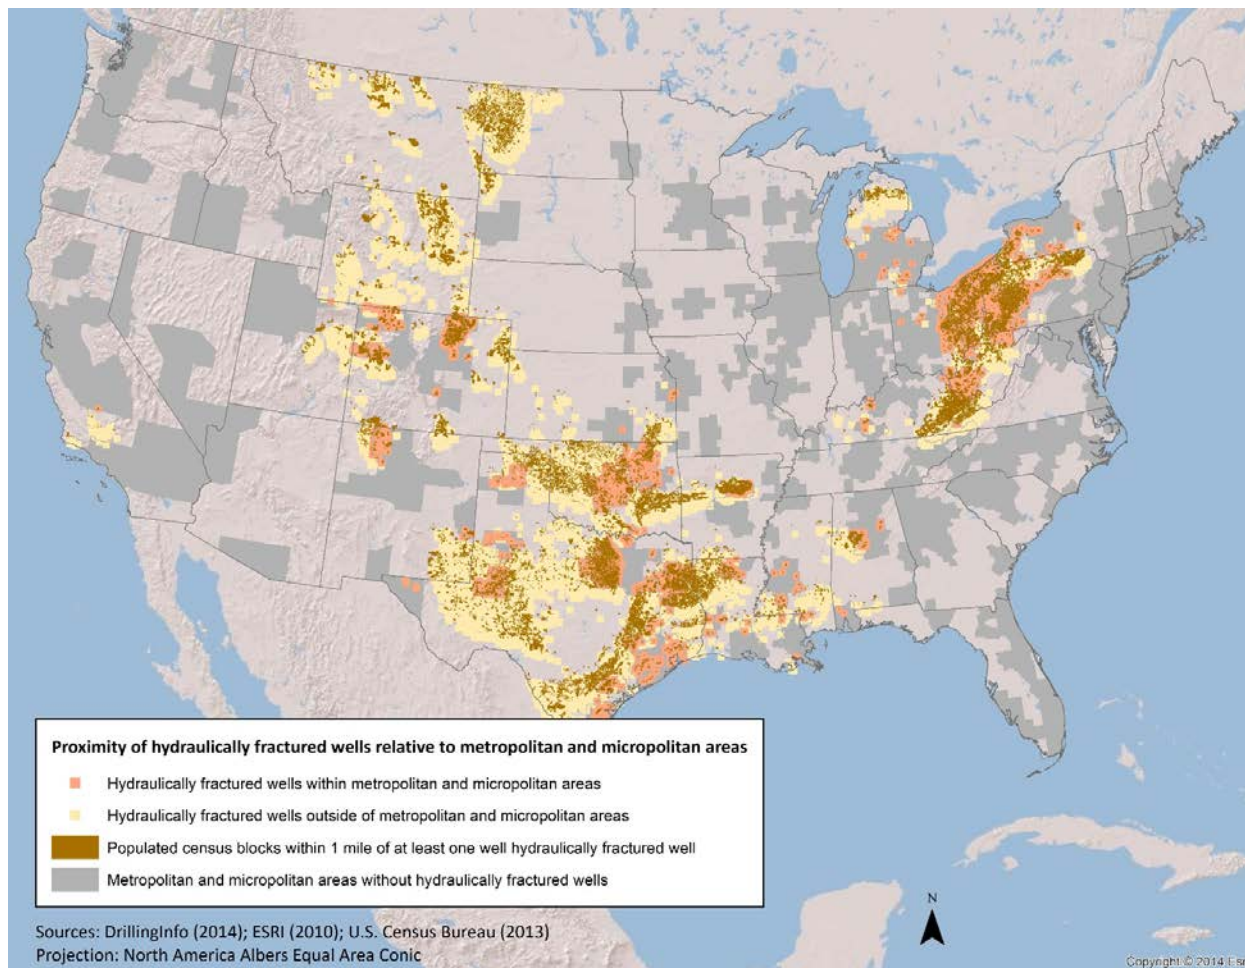 Proximity of hydraulically fractured wells relative to metropolitan and micropolitan areas
Hydraulically fractured wells within metropolitan and micropolitan areas
Hydraulically fractured wells outside of metropolitan and micropolitan areas
Populated census blocks within 1 mile of at least one well hydraulically fractured well
Metropolitan and micropolitan areas without hydraulically fractured wells
N
Sources: DrillingInfo (2014); ESRI (2010); U.S. Census Bureau (2013)
Projection: North America Albers Equal Area Conic
Copyright © 2014 Esr